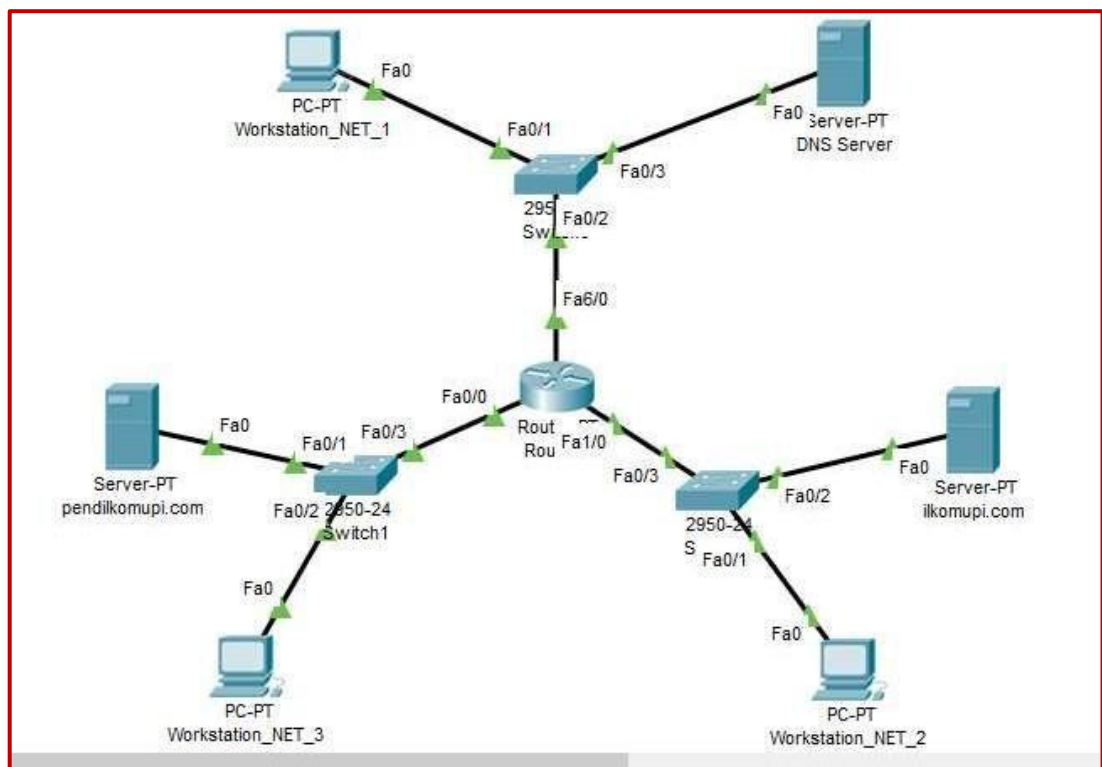 Fa0
PC-PT
Workstation_NET_1
Fa0/1
Fa0
Server-PT
DNS Server
Fa0/3
Fa0/2
Fa6/0
Fa0/0
Fa1/0
Fa0
Fa0/1
Fa0/3
Server-PT
pendilkomupi.com
Fa0/2
2950-24
Switch1
Fa0/3
2950-24
Fa0/2
Fa0
Server-PT
ilkomupi.com
Fa0/1
Fa0
PC-PT
Workstation_NET_3
Fa0
PC-PT
Workstation_NET_2